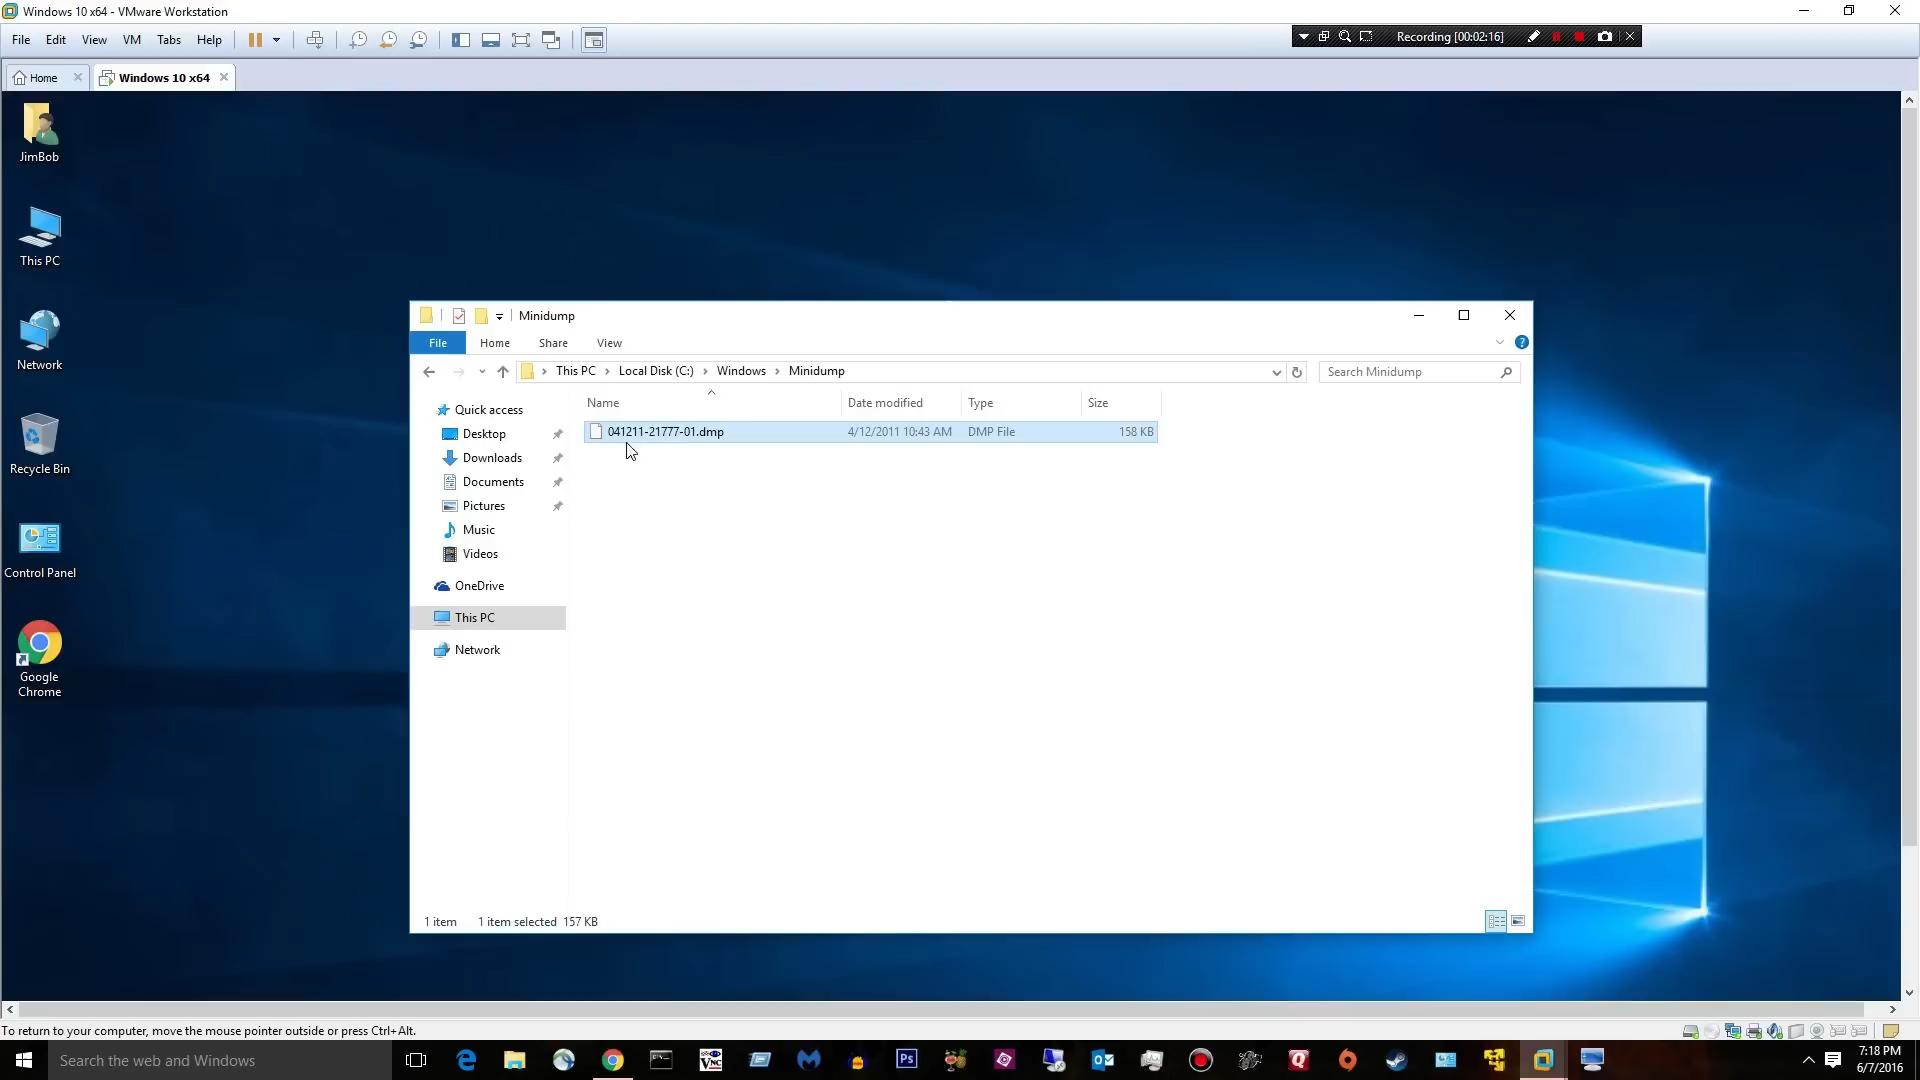 Windows 10 x64 - VMware Workstation
File Edit View VM Tabs Help
Recording [00:02:16]
Home
Windows 10 x64
JimBob
This PC
Network
Recycle Bin
Control Panel
Google
Chrome
Minidump
File Home Share View
This PC > Local Disk (C:) > Windows > Minidump
Search Minidump
Name Date modified Type Size
041211-21777-01.dmp 4/12/2011 10:43 AM DMP File 158 KB
Quick access
Desktop
Downloads
Documents
Pictures
Music
Videos
OneDrive
This PC
Network
1 item 1 item selected 157 KB
To return to your computer, move the mouse pointer outside or press Ctrl+Alt.
Search the web and Windows
7:18 PM
6/7/2016